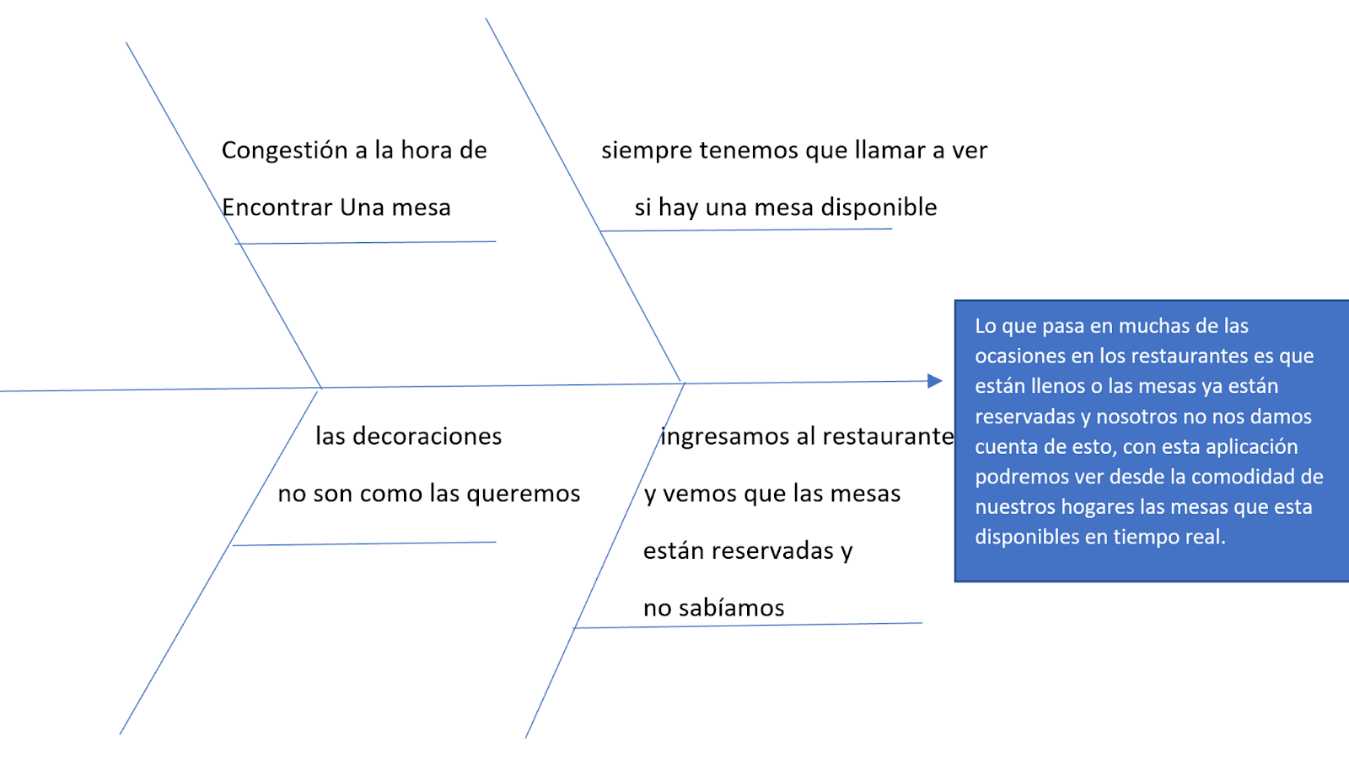 Congestión a la hora de
Encontrar Una mesa
siempre tenemos que llamar a ver
si hay una mesa disponible
las decoraciones
no son como las queremos
ingresamos al restaurante
y vemos que las mesas
están reservadas y
no sabíamos
Lo que pasa en muchas de las
ocasiones en los restaurantes es que
están llenos o las mesas ya están
reservadas y nosotros no nos damos
cuenta de esto, con esta aplicación
podremos ver desde la comodidad de
nuestros hogares las mesas que esta
disponibles en tiempo real.